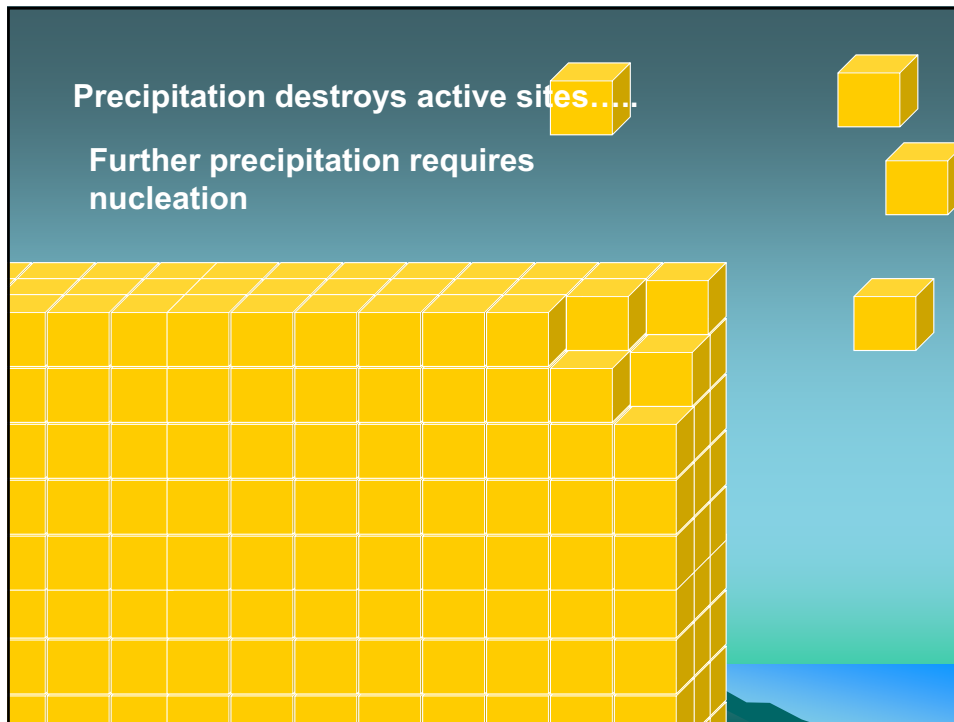 Precipitation destroys active sites.....
Further precipitation requires
nucleation